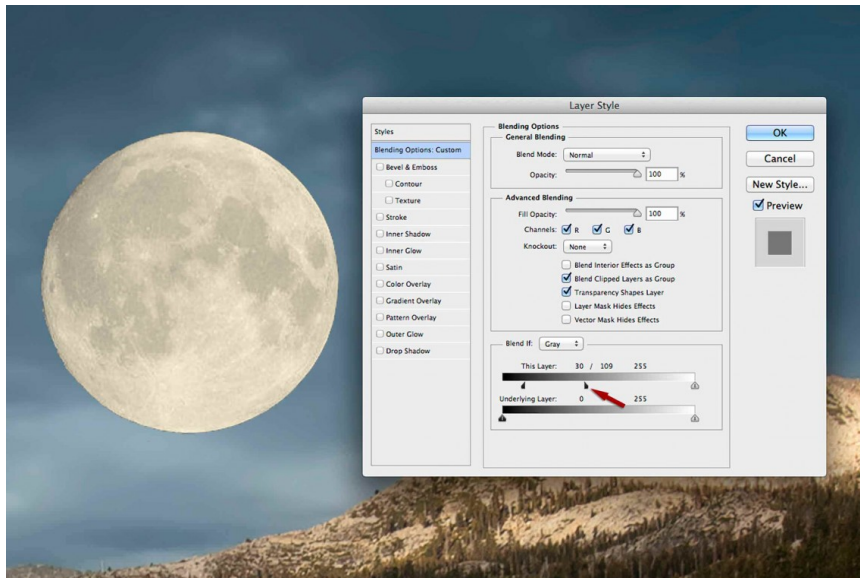 Layer Style
Styles
Blending Options: Custom
Bevel & Emboss
Contour
Texture
Stroke
Inner Shadow
Inner Glow
Satin
Color Overlay
Gradient Overlay
Pattern Overlay
Outer Glow
Drop Shadow
Blending Options
General Blending
Blend Mode: Normal
Opacity: 100 %
Advanced Blending
Fill Opacity: 100 %
Channels: R G B
Knockout: None
Blend Interior Effects as Group
Blend Clipped Layers as Group
Transparency Shapes Layer
Layer Mask Hides Effects
Vector Mask Hides Effects
Blend If: Gray
This Layer: 30 / 109 255
Underlying Layer: 0 255
OK
Cancel
New Style...
Preview